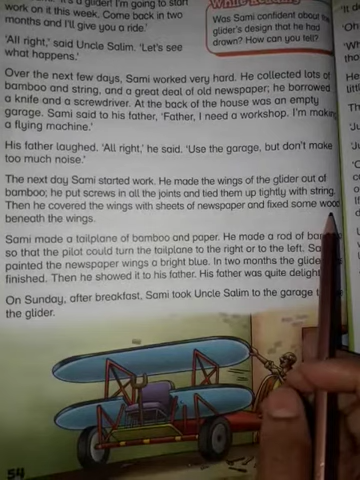 While Reading
Was Sami confident about the
glider's design that he had
drawn? How can you tell?
a glider! I'm going to start
work on it this week. Come back in two
months and I'll give you a ride.'
'All right,' said Uncle Salim. 'Let's see
what happens.'
Over the next few days, Sami worked very hard. He collected lots of
bamboo and string, and a great deal of old newspaper; he borrowed
a knife and a screwdriver. At the back of the house was an empty
garage. Sami said to his father, 'Father, I need a workshop. I'm making
a flying machine.'
His father laughed. 'All right,' he said. 'Use the garage, but don't make
too much noise.'
The next day Sami started work. He made the wings of the glider out of
bamboo; he put screws in all the joints and tied them up tightly with string.
Then he covered the wings with sheets of newspaper and fixed some wood
beneath the wings.
Sami made a tailplane of bamboo and paper. He made a rod of
so that the pilot could turn the tailplane to the right or to the left.
painted the newspaper wings a bright blue. In two months the glider
finished. Then he showed it to his father. His father was quite
On Sunday, after breakfast, Sami took Uncle Salim to the garage
the glider.
54